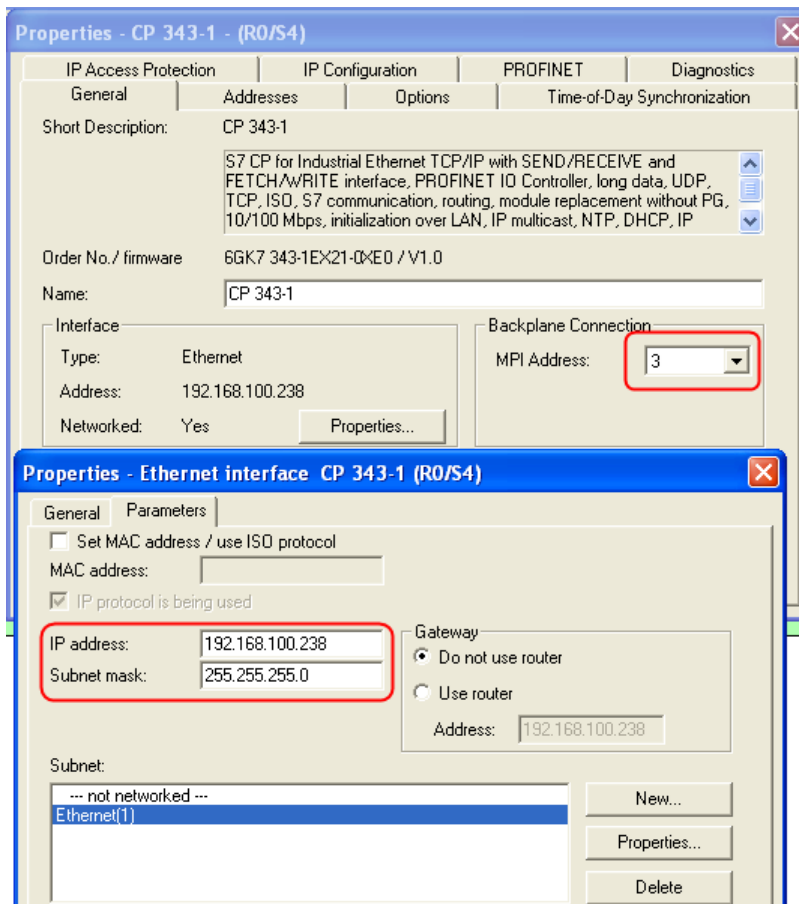 Properties - CP 343-1 - (R0/S4)
IP Access Protection IP Configuration PROFINET Diagnostics
General Addresses Options Time-of-Day Synchronization
Short Description: CP 343-1
S7 CP for Industrial Ethernet TCP/IP with SEND/RECEIVE and
FETCH/WRITE interface, PROFINET IO Controller, long data, UDP,
TCP, ISO, S7 communication, routing, module replacement without PG,
10/100 Mbps, initialization over LAN, IP multicast, NTP, DHCP, IP
Order No./ firmware 6GK7 343-1EX21-0XE0 / V1.0
Name: CP 343-1
Interface
Type: Ethernet
Address: 192.168.100.238
Networked: Yes Properties...
Backplane Connection
MPI Address: 3
Properties - Ethernet interface CP 343-1 (R0/S4)
General Parameters
Set MAC address / use ISO protocol
MAC address:
IP protocol is being used
IP address: 192.168.100.238
Subnet mask: 255.255.255.0
Gateway
Do not use router
Use router
Address: 192.168.100.238
Subnet:
--- not networked ---
Ethernet(1)
New...
Properties...
Delete